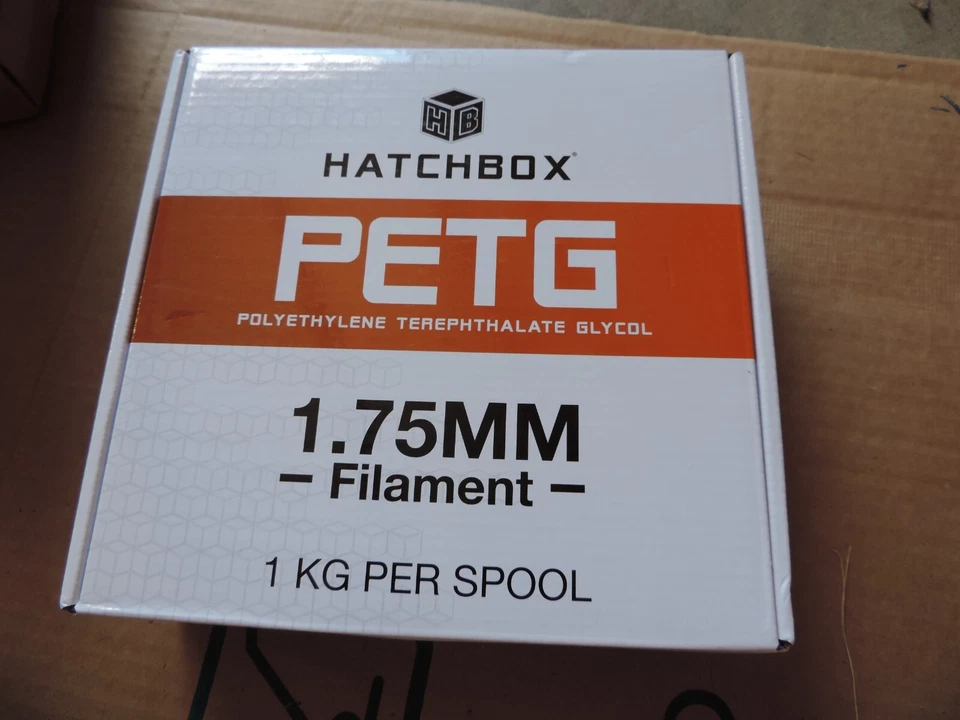 HB
HATCHBOX®
PETG
POLYETHYLENE TEREPHTHALATE GLYCOL
1.75MM
– Filament –
1 KG PER SPOOL